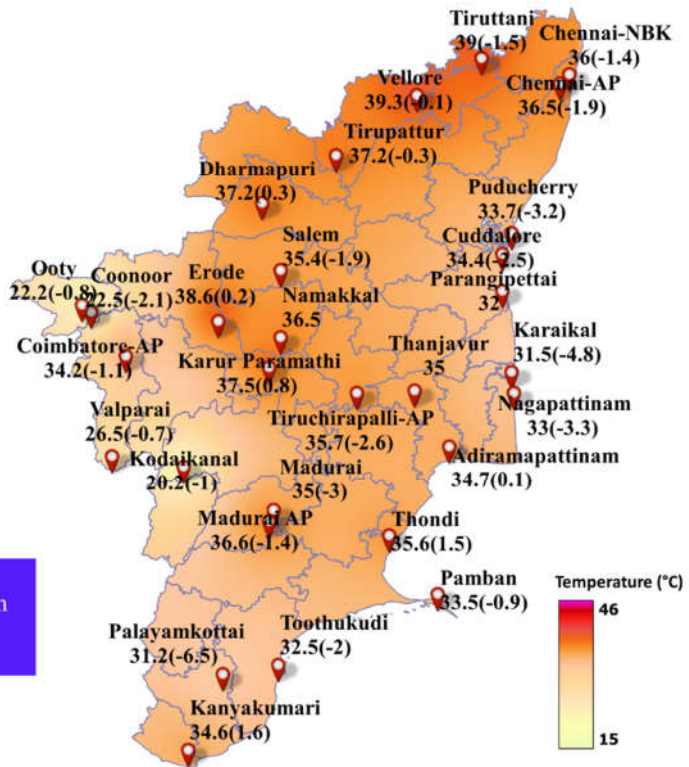 Tiruttani
39(-1.5)
Chennai-NBK
36(-1.4)
Vellore
39.3(-0.1)
Chennai-AP
36.5(-1.9)
Tirupattur
37.2(-0.3)
Dharmapuri
37.2(0.3)
Puducherry
33.7(-3.2)
Salem
35.4(-1.9)
Cuddalore
34.4(-2.5)
Ooty
22.2(-0.8)
Coonoor
22.5(-2.1)
Erode
38.6(0.2)
Namakkal
36.5
Parangipettai
32
Karaikal
31.5(-4.8)
Coimbatore-AP
34.2(-1.1)
Karur Paramathi
37.5(0.8)
Thanjavur
35
Nagapattinam
33(-3.3)
Valparai
26.5(-0.7)
Tiruchirapalli-AP
35.7(-2.6)
Kodaikanal
20.2(-1)
Madurai
35(-3)
Adiramapattinam
34.7(0.1)
Madurai AP
36.6(-1.4)
Thondi
35.6(1.5)
Pamban
33.5(-0.9)
Temperature (°C)
46
15
Palayamkottai
31.2(-6.5)
Toothukudi
32.5(-2)
Kanyakumari
34.6(1.6)